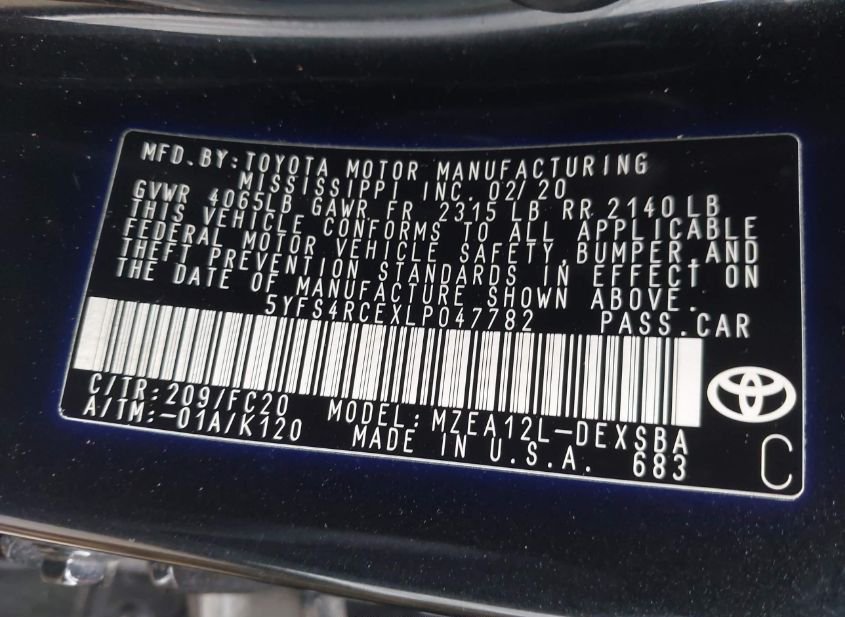 MFD. BY: TOYOTA MOTOR MANUFACTURING
MISSISSIPPI INC. 02/20
GVWR 4065LB GAWR FR 2315 LB RR 2140 LB
THIS VEHICLE CONFORMS TO ALL APPLICABLE
FEDERAL MOTOR VEHICLE SAFETY, BUMPER, AND
THEFT PREVENTION STANDARDS IN EFFECT ON
THE DATE OF MANUFACTURE SHOWN ABOVE.
5YFS4RCEXLP047782 PASS. CAR
C/TR: 209/FC20 MODEL: MZEA12L-DEXSBA
A/TM: -01A/K120 MADE IN U.S.A. 683
C